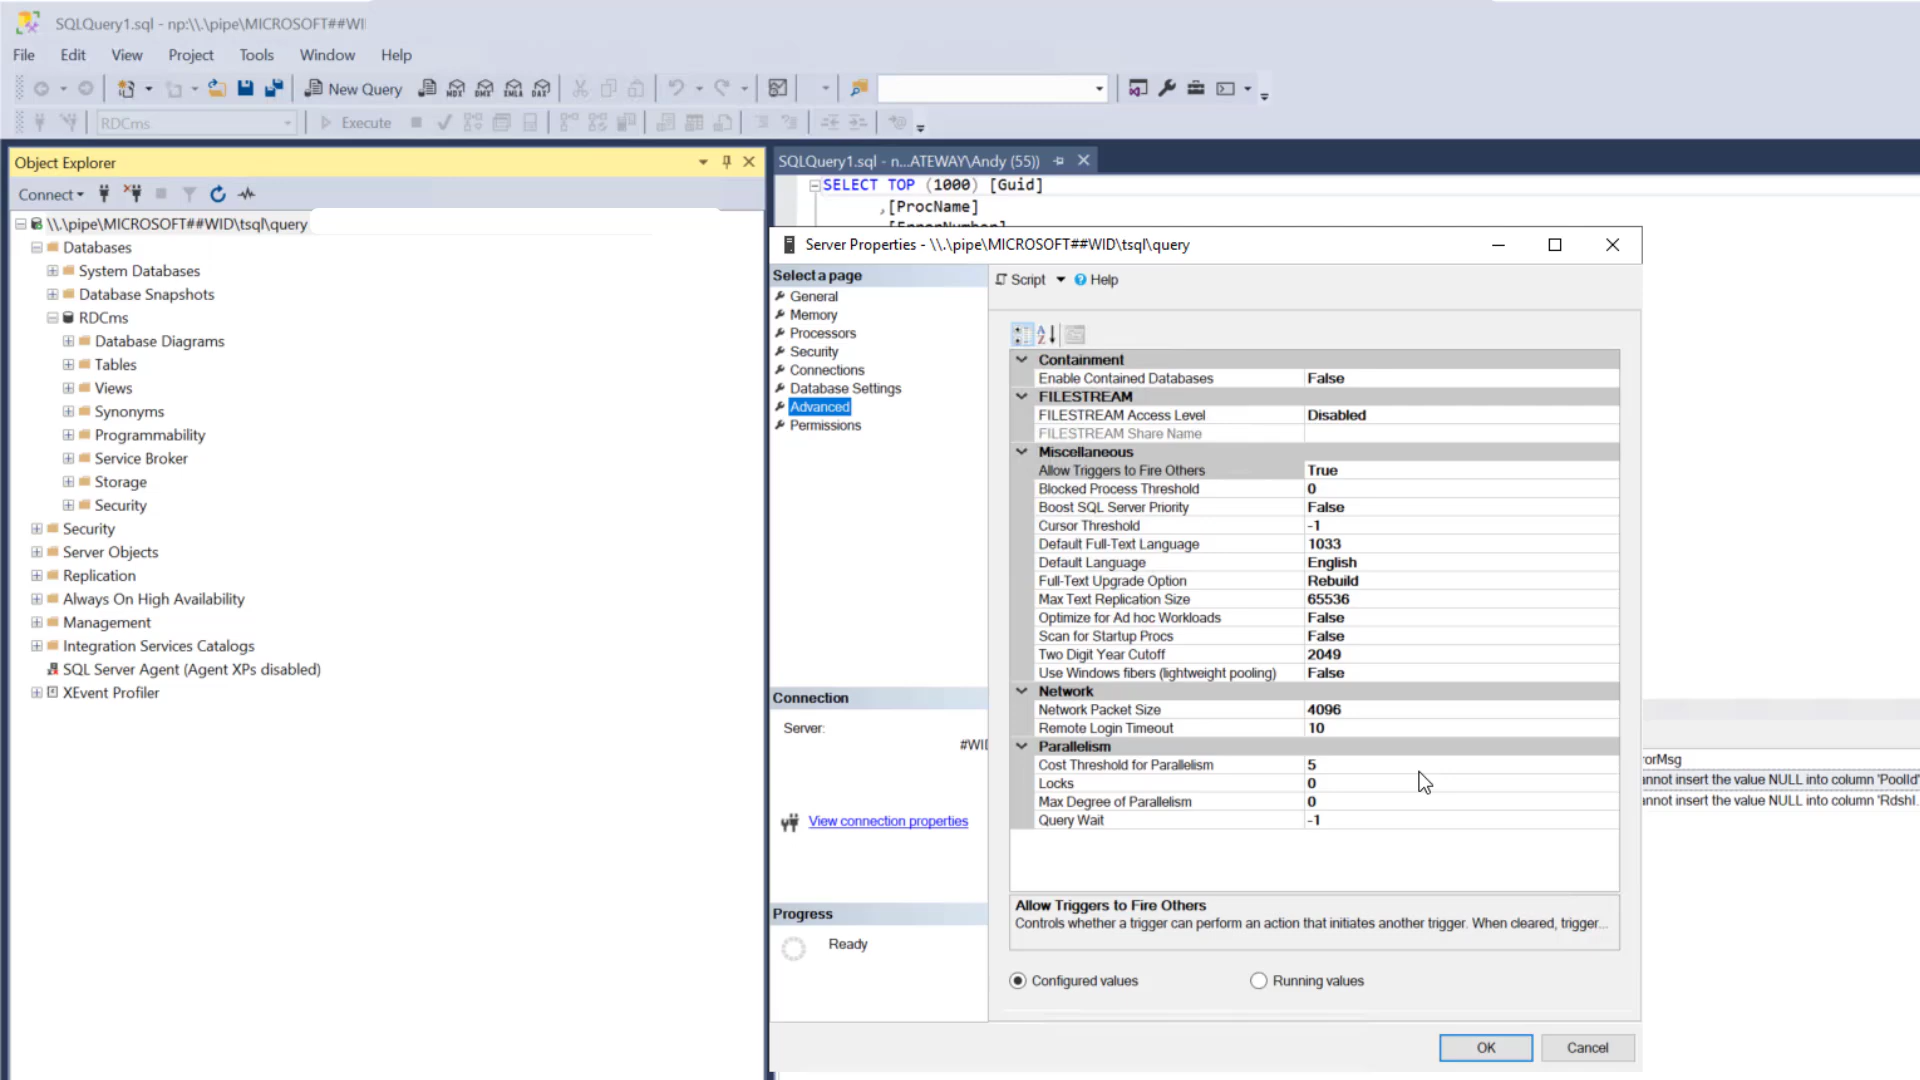 SQLQuery1.sql - np:\\.\pipe\MICROSOFT##WI
File Edit View Project Tools Window Help
New Query MDX DMX XMLA DAX
RDCms Execute
Object Explorer
Connect
\\.\pipe\MICROSOFT##WID\tsql\query
Databases
System Databases
Database Snapshots
RDCms
Database Diagrams
Tables
Views
Synonyms
Programmability
Service Broker
Storage
Security
Security
Server Objects
Replication
Always On High Availability
Management
Integration Services Catalogs
SQL Server Agent (Agent XPs disabled)
XEvent Profiler
SQLQuery1.sql - n...ATEWAY\Andy (55))
SELECT TOP (1000) [Guid]
,[ProcName]
Server Properties - \\.\pipe\MICROSOFT##WID\tsql\query
Select a page
General
Memory
Processors
Security
Connections
Database Settings
Advanced
Permissions
Connection
Server:
#WID
View connection properties
Progress
Ready
Script Help
Containment
Enable Contained Databases False
FILESTREAM
FILESTREAM Access Level Disabled
FILESTREAM Share Name
Miscellaneous
Allow Triggers to Fire Others True
Blocked Process Threshold 0
Boost SQL Server Priority False
Cursor Threshold -1
Default Full-Text Language 1033
Default Language English
Full-Text Upgrade Option Rebuild
Max Text Replication Size 65536
Optimize for Ad hoc Workloads False
Scan for Startup Procs False
Two Digit Year Cutoff 2049
Use Windows fibers (lightweight pooling) False
Network
Network Packet Size 4096
Remote Login Timeout 10
Parallelism
Cost Threshold for Parallelism 5
Locks 0
Max Degree of Parallelism 0
Query Wait -1
Allow Triggers to Fire Others
Controls whether a trigger can perform an action that initiates another trigger. When cleared, trigger...
Configured values Running values
OK Cancel
orMsg
annot insert the value NULL into column 'PoolId'
annot insert the value NULL into column 'RdshI.